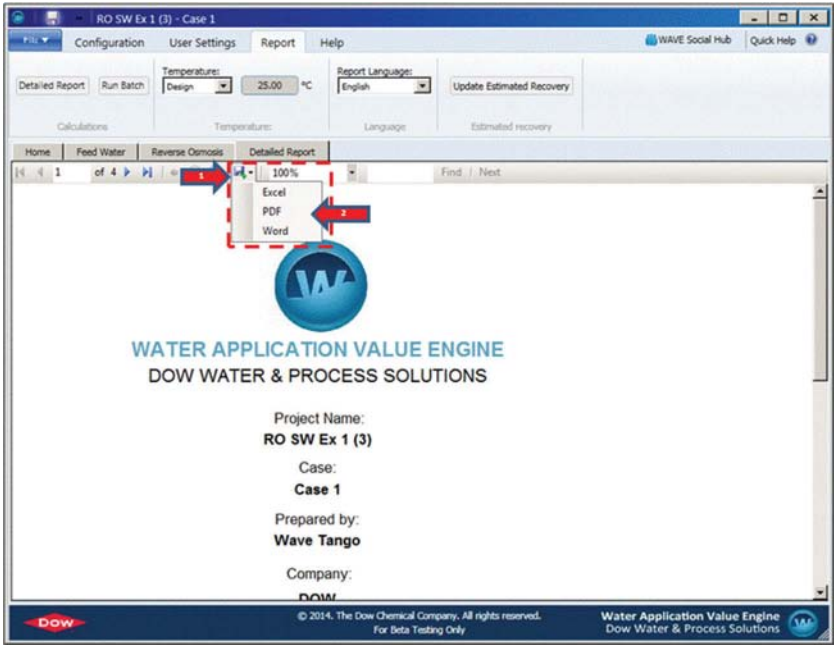 RO SW Ex 1 (3) - Case 1
File Configuration User Settings Report Help WAVE Social Hub Quick Help
Temperature: Report Language:
Detailed Report Run Batch Design 25.00 °C English Update Estimated Recovery
Calculations Temperature: Language Estimated recovery
Home Feed Water Reverse Osmosis Detailed Report
1 of 4 1 100% Find | Next
Excel
PDF 2
Word
WATER APPLICATION VALUE ENGINE
DOW WATER & PROCESS SOLUTIONS
Project Name:
RO SW Ex 1 (3)
Case:
Case 1
Prepared by:
Wave Tango
Company:
DOW
DOW © 2014. The Dow Chemical Company. All rights reserved. Water Application Value Engine
For Beta Testing Only Dow Water & Process Solutions